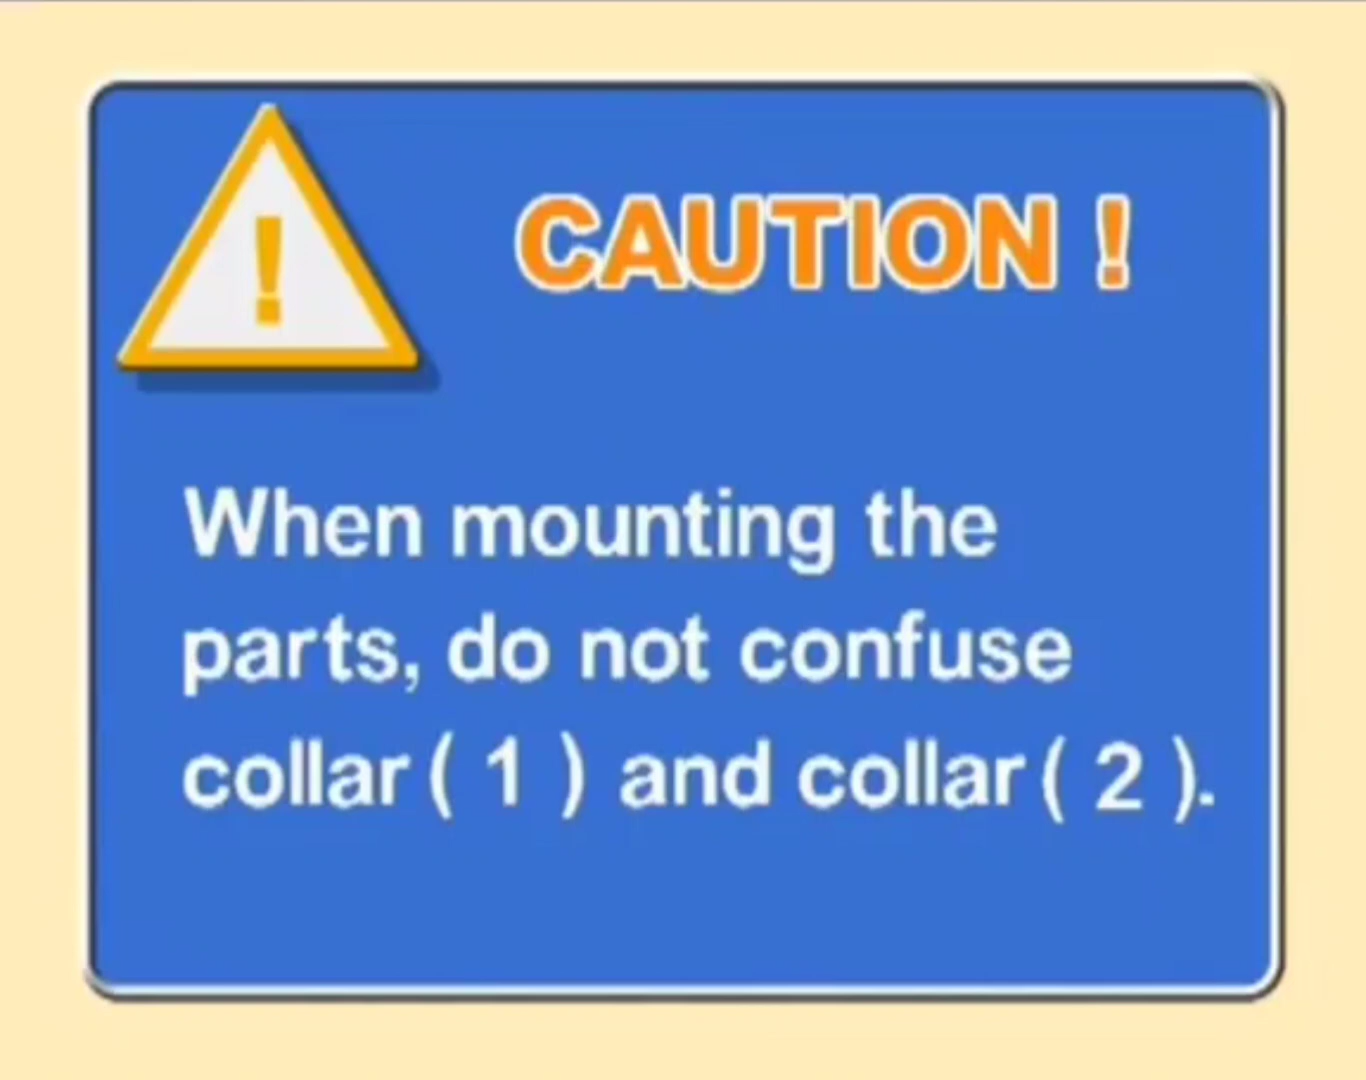 !
CAUTION !
When mounting the
parts, do not confuse
collar ( 1 ) and collar ( 2 ).